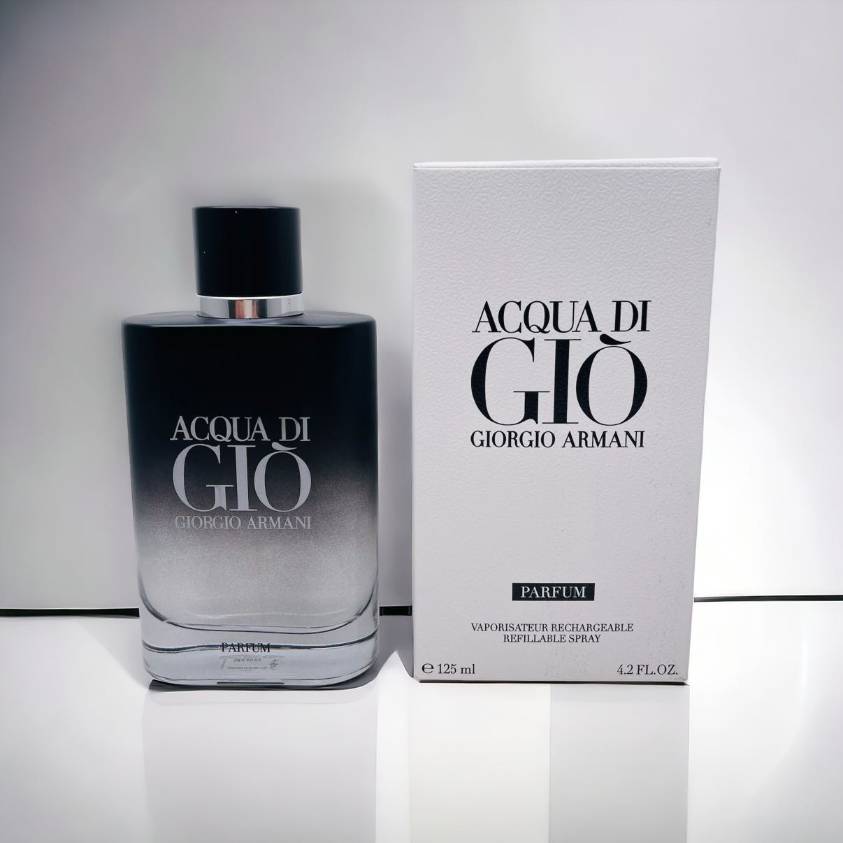 ACQUA DI
GIÒ
GIORGIO ARMANI
PARFUM
ACQUA DI
GIÒ
GIORGIO ARMANI
PARFUM
VAPORISATEUR RECHARGEABLE
REFILLABLE SPRAY
℮ 125 ml 4.2 FL.OZ.